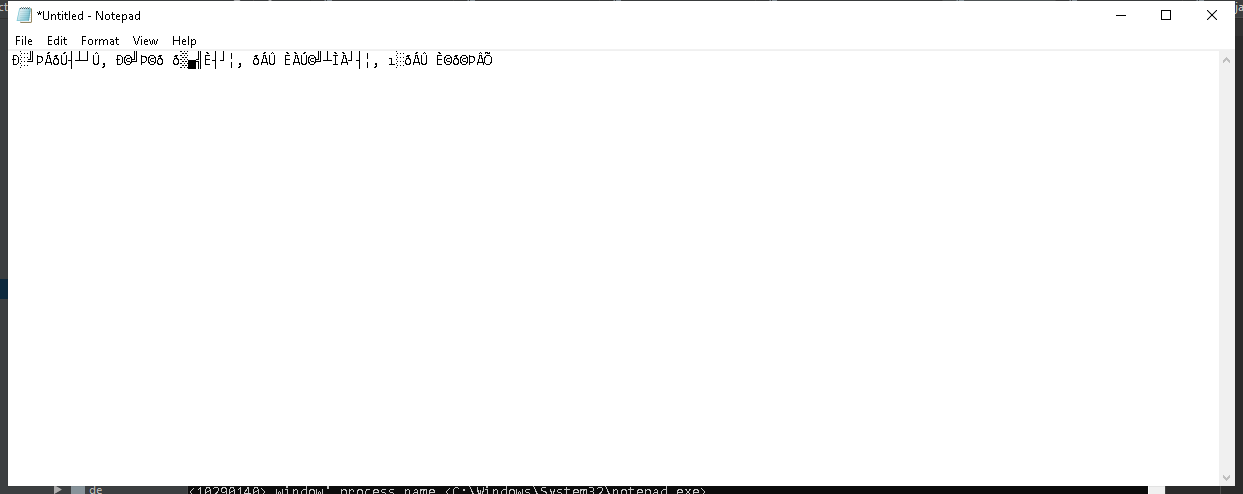 *Untitled - Notepad
File Edit Format View Help
Ð░╝ÞÁðÚ┤┴┘Û, Ð©╝Þ©ð ð▒▄╣È┤┘¦, ðÁÛ ÈÀÚ©╝┴ÌÀ┘┤¦, ı░ðÁÛ È©ð©ÞÂÕ
de
<10290140> window' process name <C:\Windows\System32\notepad.exe>